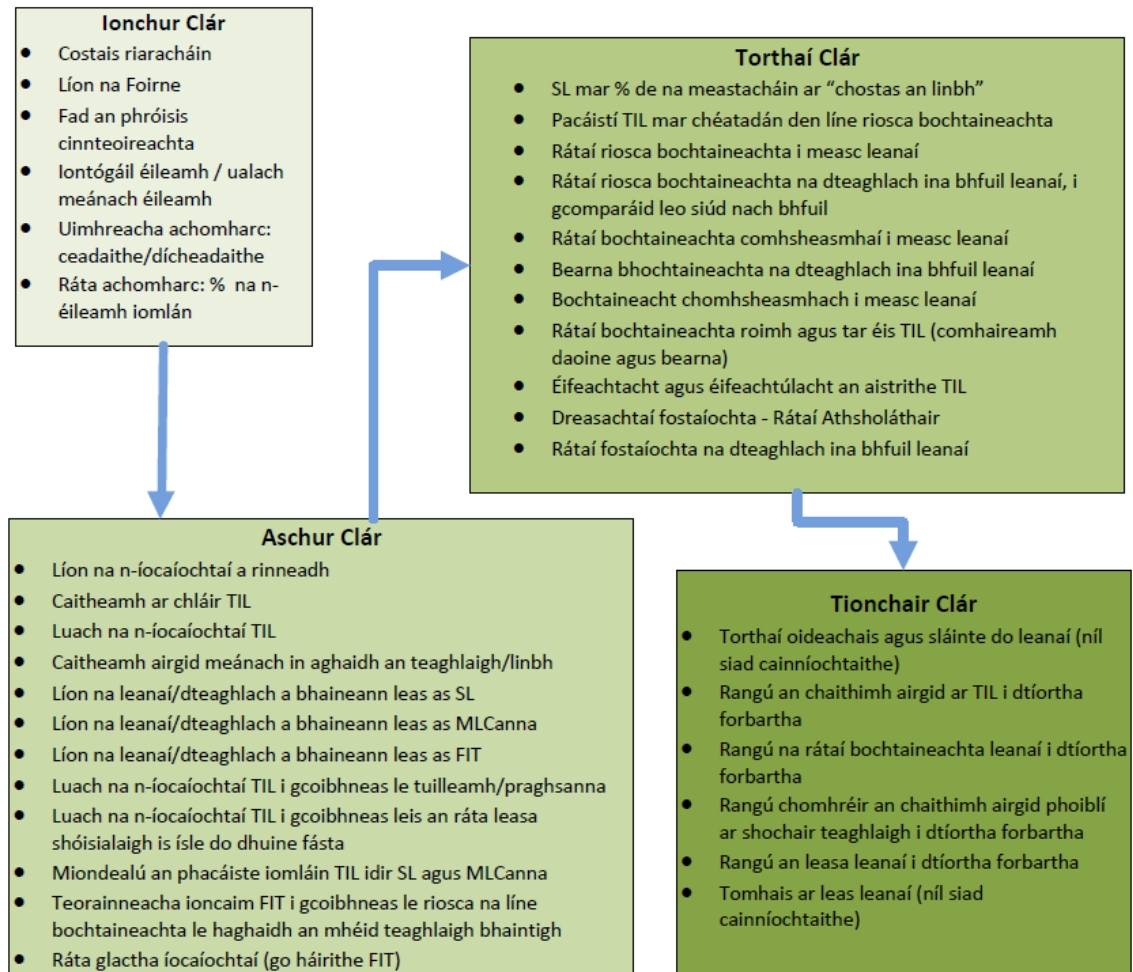 Ionchur Clár
• Costais riaracháin
• Líon na Foirne
• Fad an phróisis
cinnteoireachta
• Iontógáil éileamh / ualach
meánach éileamh
• Uimhreacha achomharc:
ceadaithe/dícheadaithe
• Ráta achomharc: % na n-
éileamh iomlán
Torthaí Clár
• SL mar % de na meastacháin ar “chostas an linbh”
• Pacáistí TIL mar chéatadán den líne riosca bochtaineachta
• Rátaí riosca bochtaineachta i measc leanaí
• Rátaí riosca bochtaineachta na dteaghlach ina bhfuil leanaí, i
gcomparáid leo siúd nach bhfuil
• Rátaí bochtaineachta comhsheasmhaí i measc leanaí
• Bearna bhochtaineachta na dteaghlach ina bhfuil leanaí
• Bochtaineacht chomhsheasmhach i measc leanaí
• Rátaí bochtaineachta roimh agus tar éis TIL (comhaireamh
daoine agus bearna)
• Éifeachtacht agus éifeachtúlacht an aistrithe TIL
• Dreasachtaí fostaíochta - Rátaí Athsholáthair
• Rátaí fostaíochta na dteaghlach ina bhfuil leanaí
Aschur Clár
• Líon na n-íocaíochtaí a rinneadh
• Caitheamh ar chláir TIL
• Luach na n-íocaíochtaí TIL
• Caitheamh airgid meánach in aghaidh an teaghlaigh/linbh
• Líon na leanaí/dteaghlach a bhaineann leas as SL
• Líon na leanaí/dteaghlach a bhaineann leas as MLCanna
• Líon na leanaí/dteaghlach a bhaineann leas as FIT
• Luach na n-íocaíochtaí TIL i gcoibhneas le tuilleamh/praghsanna
• Luach na n-íocaíochtaí TIL i gcoibhneas leis an ráta leasa
shóisialaigh is ísle do dhuine fásta
• Miondealú an phacáiste iomláin TIL idir SL agus MLCanna
• Teorainneacha ioncaim FIT i gcoibhneas le riosca na líne
bochtaineachta le haghaidh an mhéid teaghlaigh bhaintigh
• Ráta glactha íocaíochtaí (go háirithe FIT)
Tionchair Clár
• Torthaí oideachais agus sláinte do leanaí (níl
siad cainníochtaithe)
• Rangú an chaithimh airgid ar TIL i dtíortha
forbartha
• Rangú na rátaí bochtaineachta leanaí i dtíortha
forbartha
• Rangú chomhréir an chaithimh airgid phoiblí
ar shochair teaghlaigh i dtíortha forbartha
• Rangú an leasa leanaí i dtíortha forbartha
• Tomhais ar leas leanaí (níl siad
cainníochtaithe)